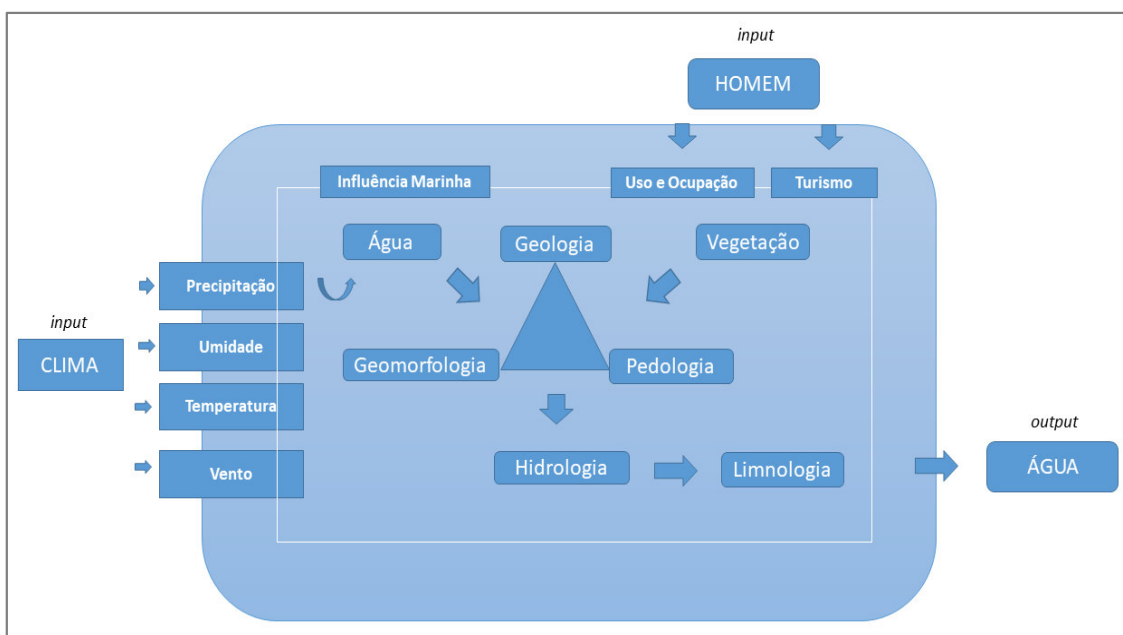 input
HOMEM
Influência Marinha
Uso e Ocupação
Turismo
Água
Geologia
Vegetação
Precipitação
input
CLIMA
Umidade
Geomorfologia
Pedologia
Temperatura
output
ÁGUA
Vento
Hidrologia
Limnologia